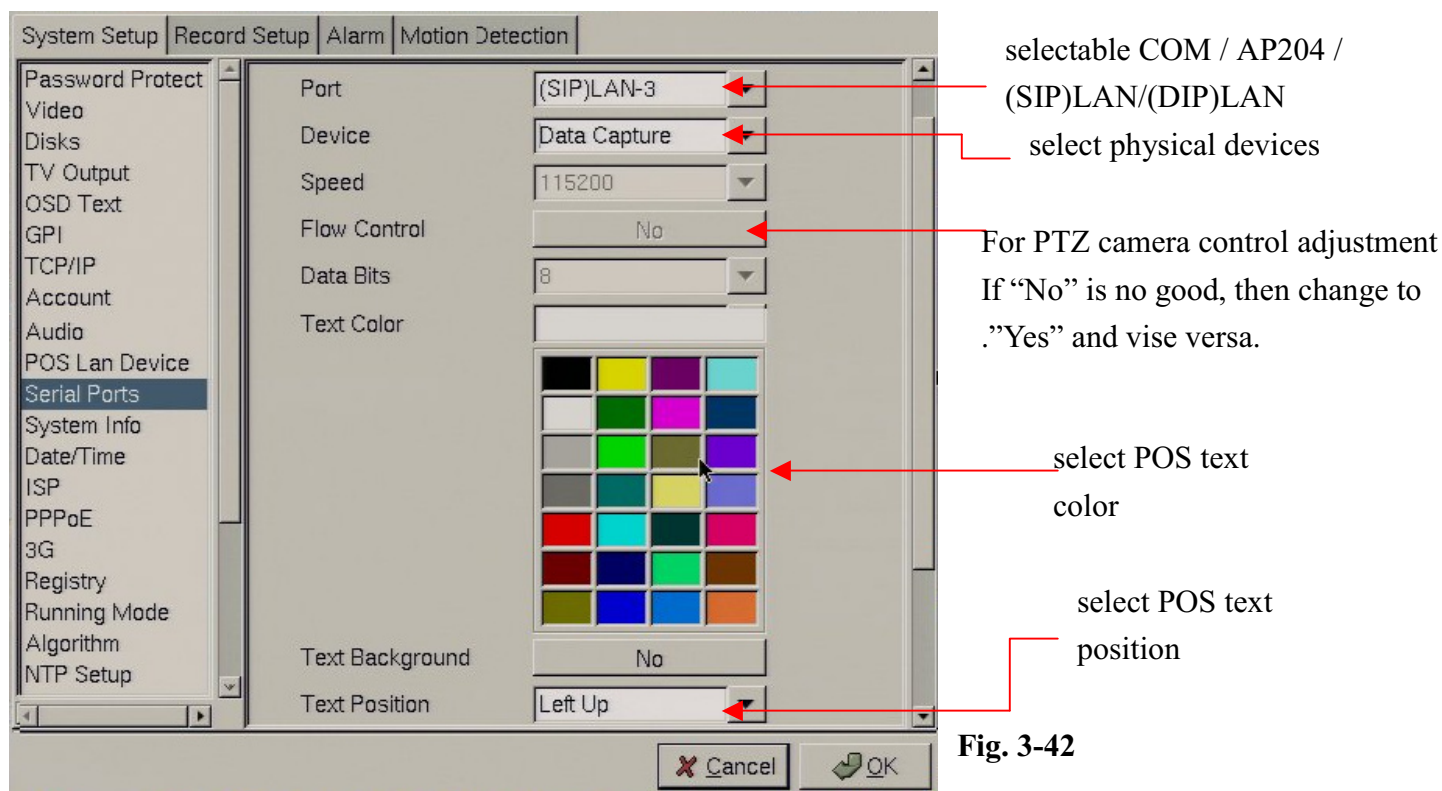 System Setup Record Setup Alarm Motion Detection
Password Protect
Video
Disks
TV Output
OSD Text
GPI
TCP/IP
Account
Audio
POS Lan Device
Serial Ports
System Info
Date/Time
ISP
PPPoE
3G
Registry
Running Mode
Algorithm
NTP Setup
Port (SIP)LAN-3
Device Data Capture
Speed 115200
Flow Control No
Data Bits 8
Text Color
Text Background No
Text Position Left Up
Cancel OK
selectable COM / AP204 /
(SIP)LAN/(DIP)LAN
select physical devices
For PTZ camera control adjustment
If “No” is no good, then change to
.”Yes” and vise versa.
select POS text
color
select POS text
position
Fig. 3-42